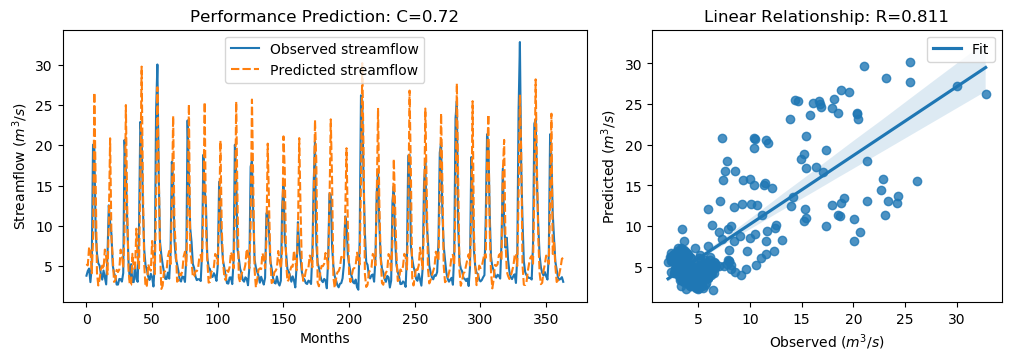 Performance Prediction: C=0.72
Observed streamflow
Predicted streamflow
Streamflow (m³/s)
30
25
20
15
10
5
0
50
100
150
200
250
300
350
Months
Linear Relationship: R=0.811
Fit
Predicted (m³/s)
30
25
20
15
10
5
5
10
15
20
25
30
Observed (m³/s)